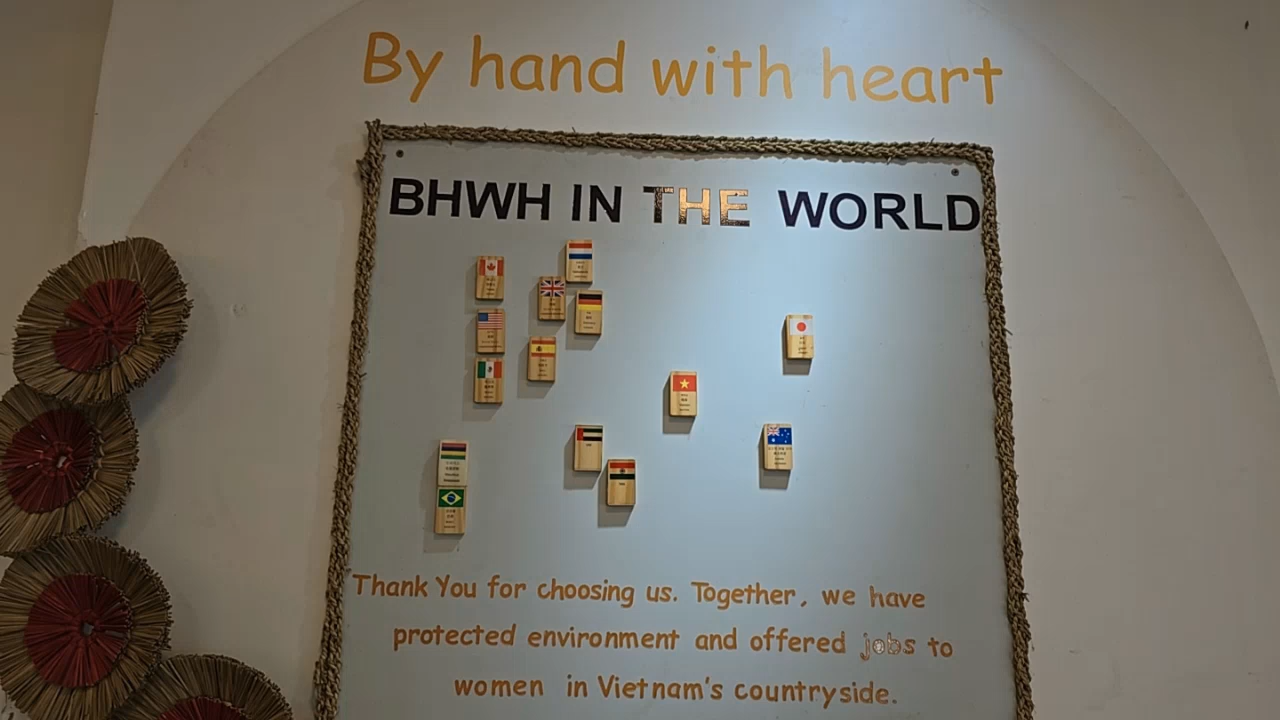 By hand with heart
BHWH IN THE WORLD
Thank You for choosing us. Together, we have
protected environment and offered jobs to
women in Vietnam's countryside.